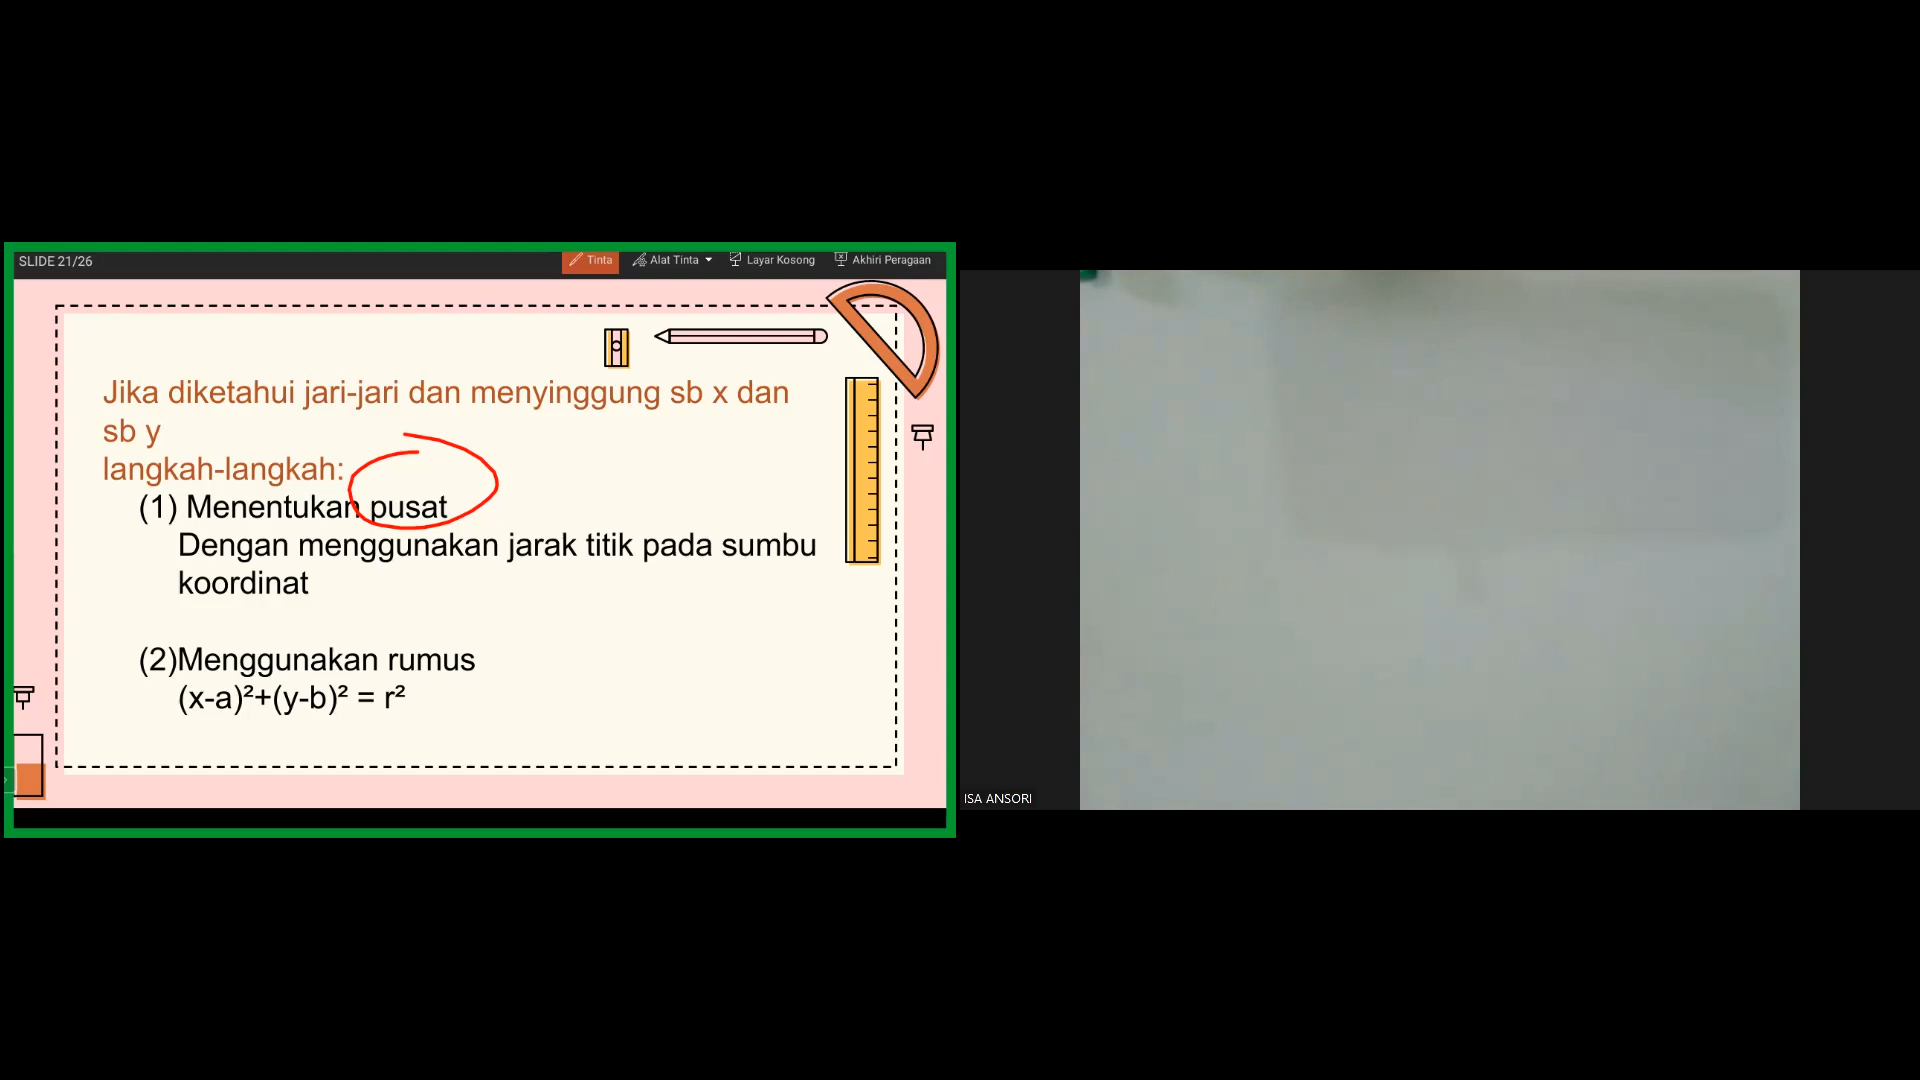 SLIDE 21/26
Tinta
Alat Tinta
Layar Kosong
Akhiri Peragaan
Jika diketahui jari-jari dan menyinggung sb x dan
sb y
langkah-langkah:
(1) Menentukan pusat
Dengan menggunakan jarak titik pada sumbu
koordinat
(2)Menggunakan rumus
(x-a)²+(y-b)² = r²
ISA ANSORI